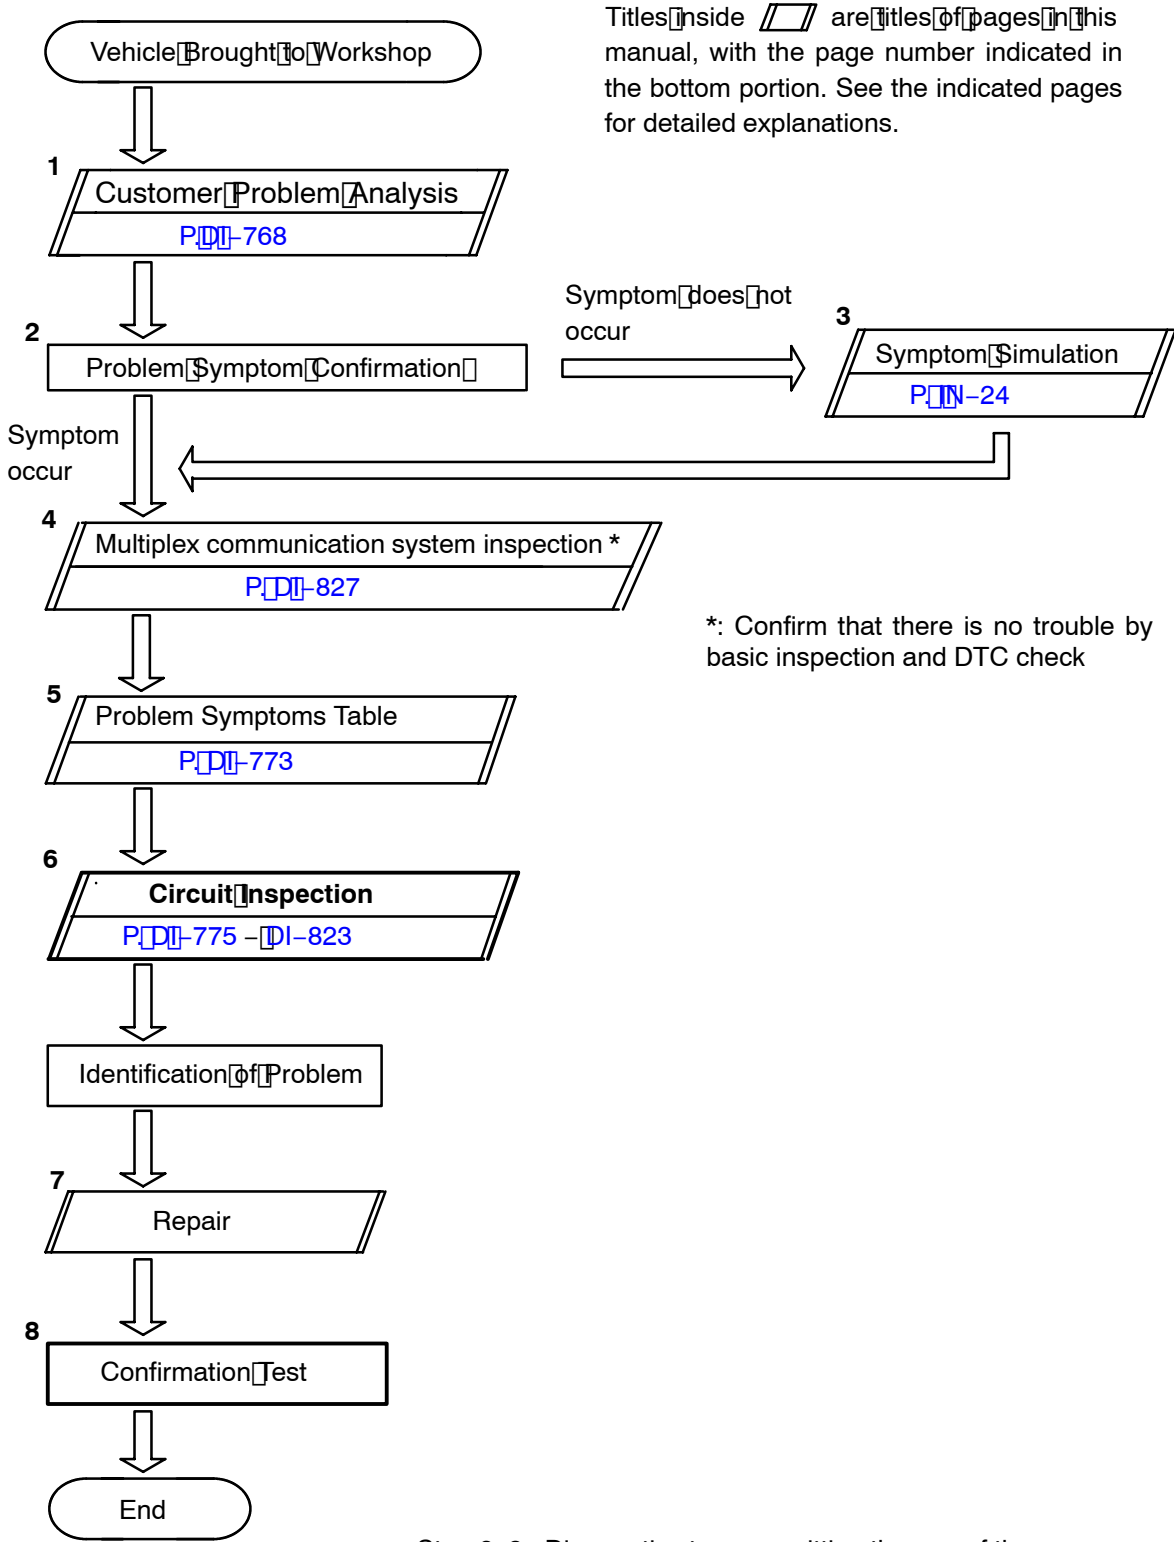 Titles inside are titles of pages in this
manual, with the page number indicated in
the bottom portion. See the indicated pages
for detailed explanations.
Vehicle Brought to Workshop
1
Customer Problem Analysis
P. DI–768
2
Problem Symptom Confirmation
Symptom does not
occur
3
Symptom Simulation
P. IN–24
Symptom
occur
4
Multiplex communication system inspection *
P. DI–827
*: Confirm that there is no trouble by
basic inspection and DTC check
5
Problem Symptoms Table
P. DI–773
6
Circuit Inspection
P. DI–775 – DI–823
Identification of Problem
7
Repair
8
Confirmation Test
End